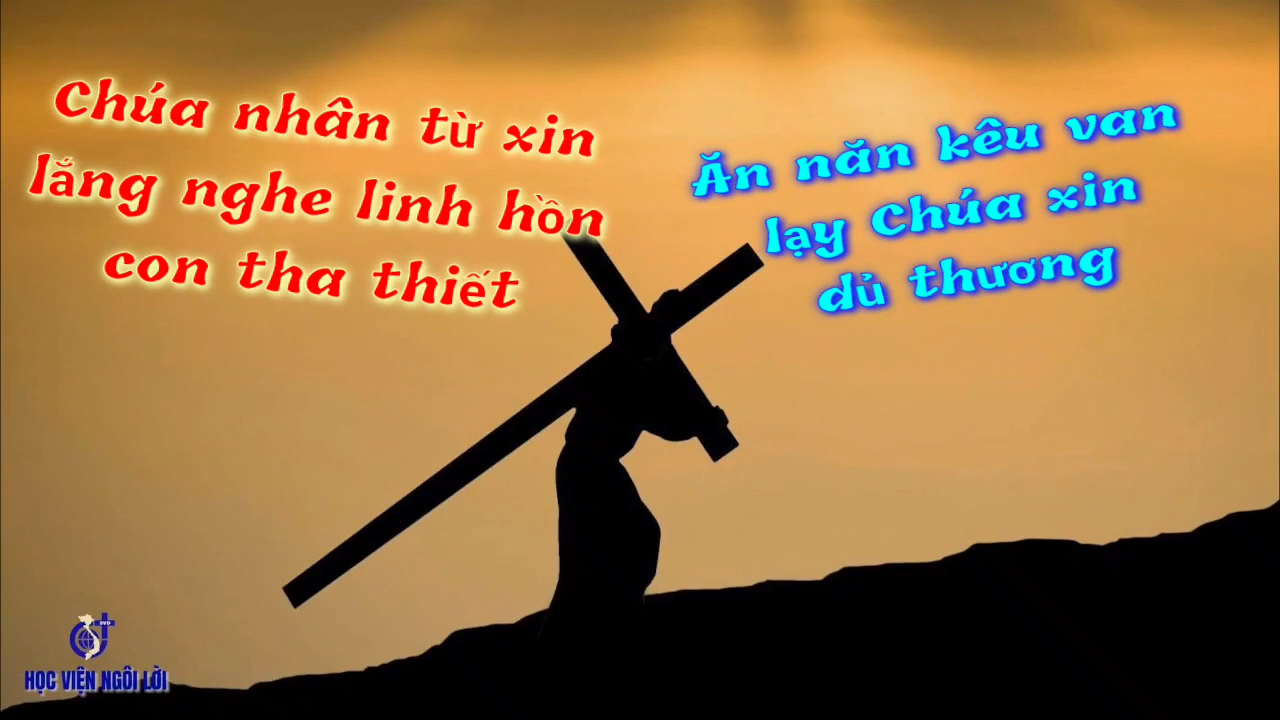 Chúa nhân từ xin
lắng nghe linh hồn
con tha thiết
Ăn năn kêu van
lạy Chúa xin
dủ thương
SVD
HỌC VIỆN NGÔI LỜI